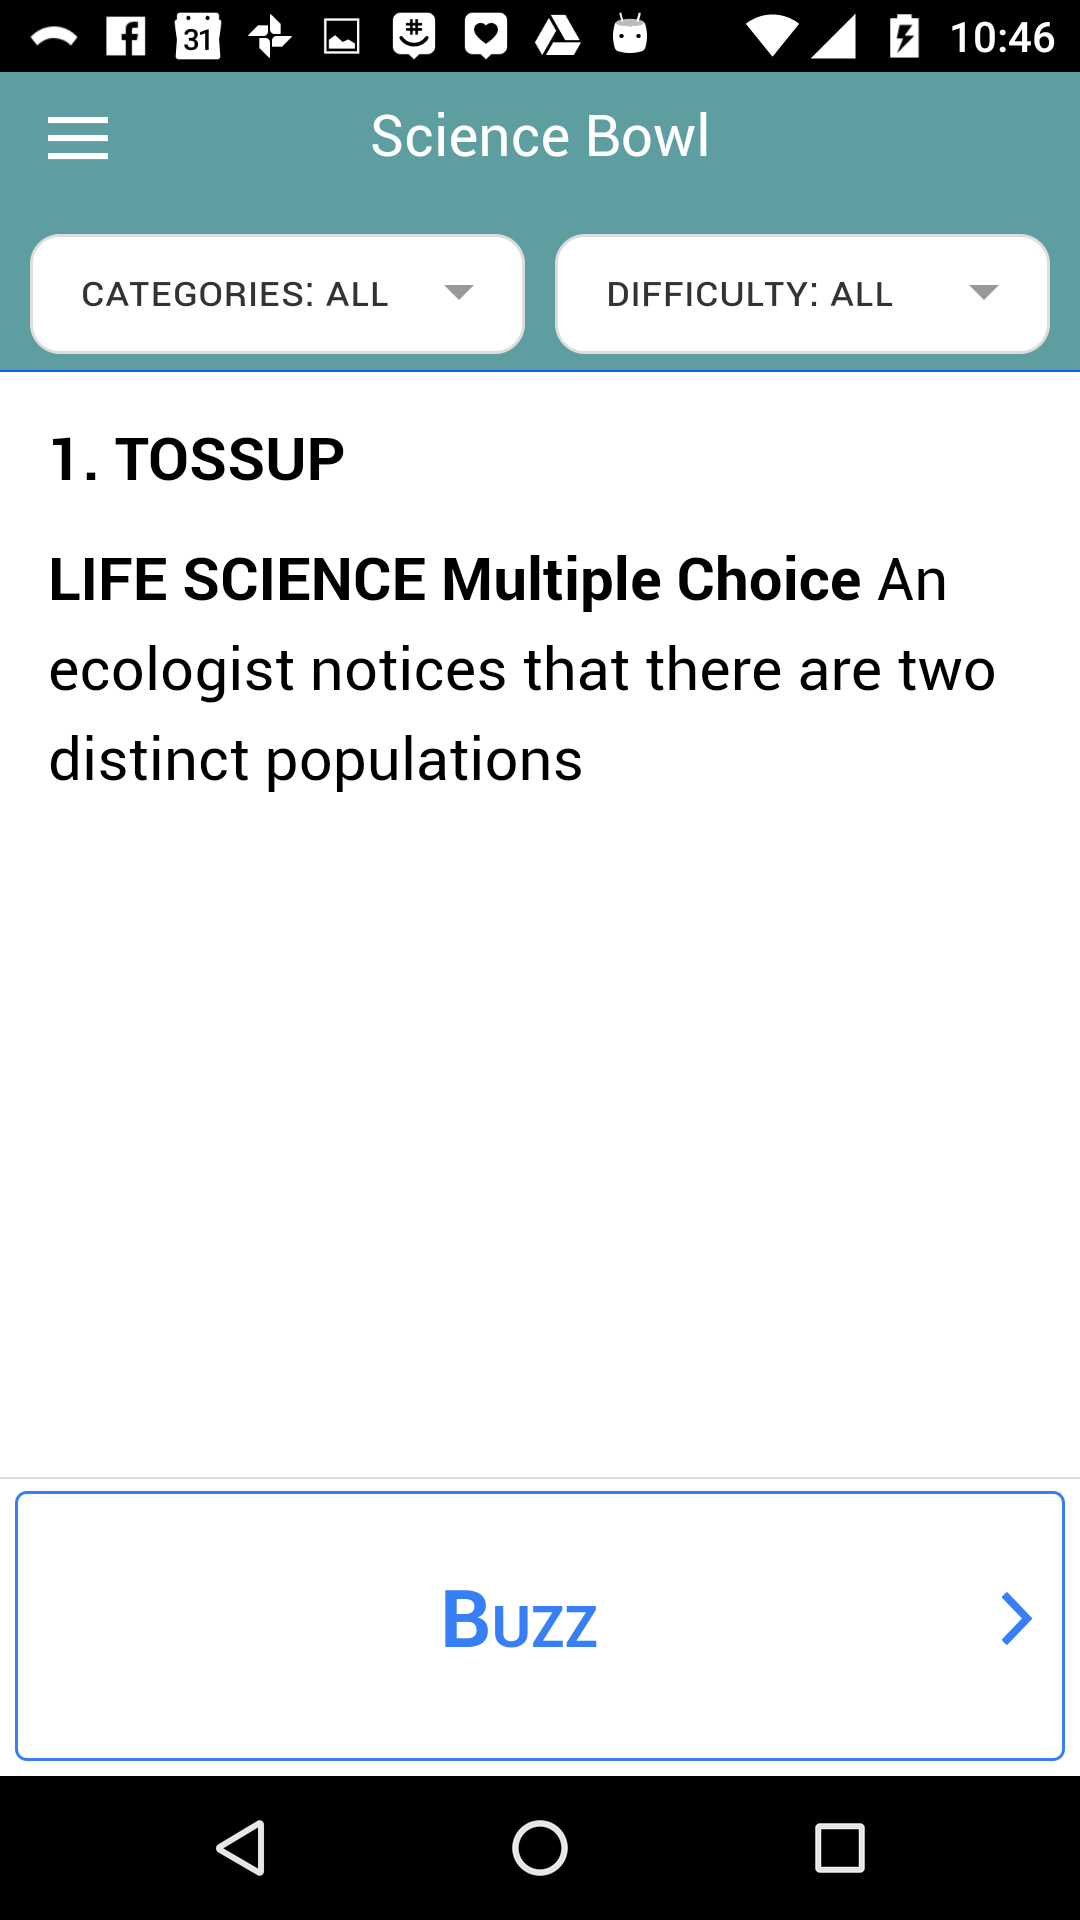 31
10:46
Science Bowl
CATEGORIES: ALL
DIFFICULTY: ALL
1. TOSSUP
LIFE SCIENCE Multiple Choice An
ecologist notices that there are two
distinct populations
Buzz